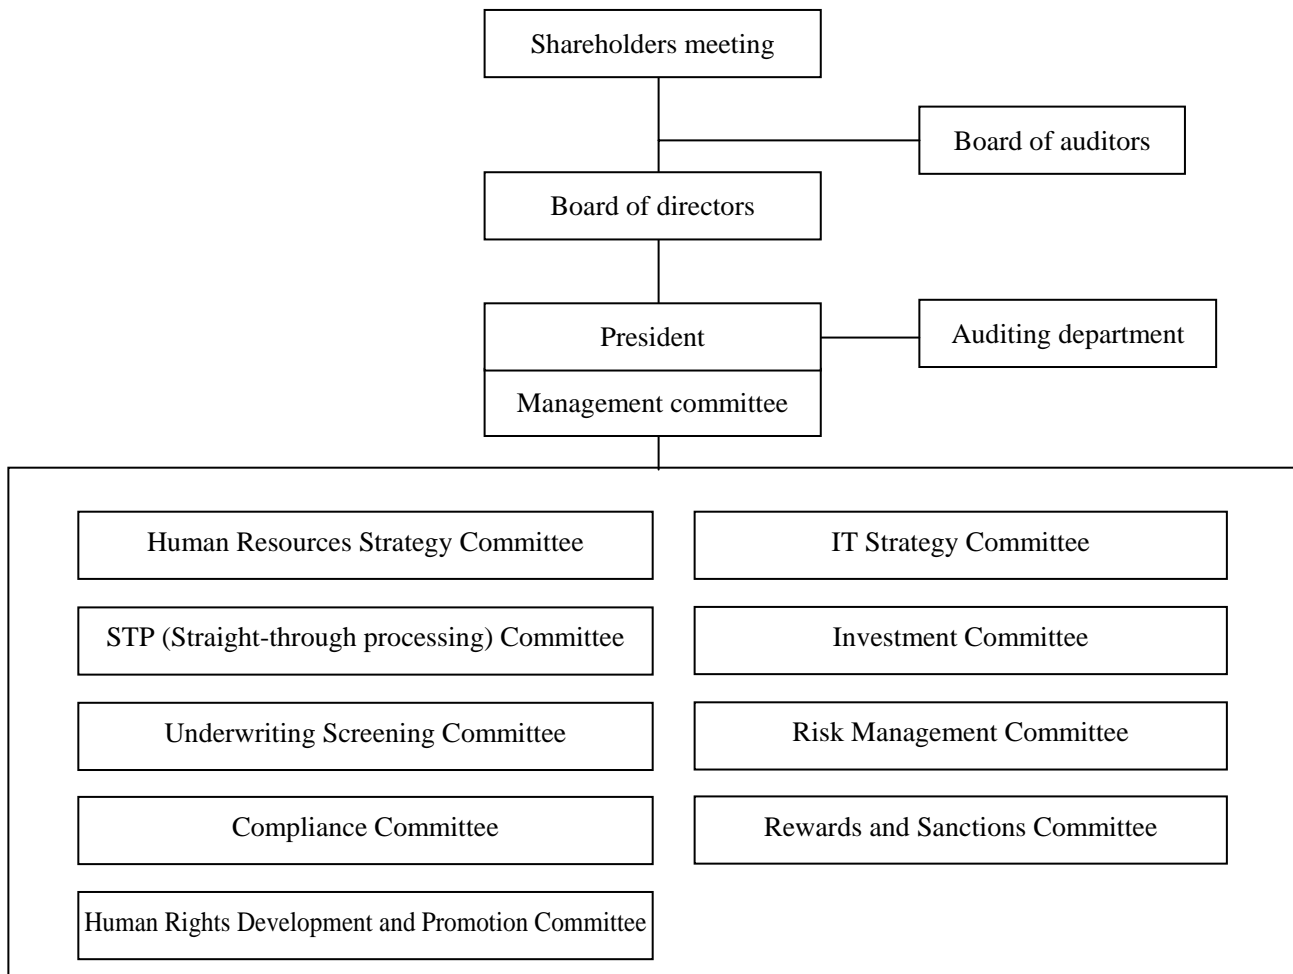 Shareholders meeting
Board of auditors
Board of directors
President
Auditing department
Management committee
Human Resources Strategy Committee
IT Strategy Committee
STP (Straight-through processing) Committee
Investment Committee
Underwriting Screening Committee
Risk Management Committee
Compliance Committee
Rewards and Sanctions Committee
Human Rights Development and Promotion Committee